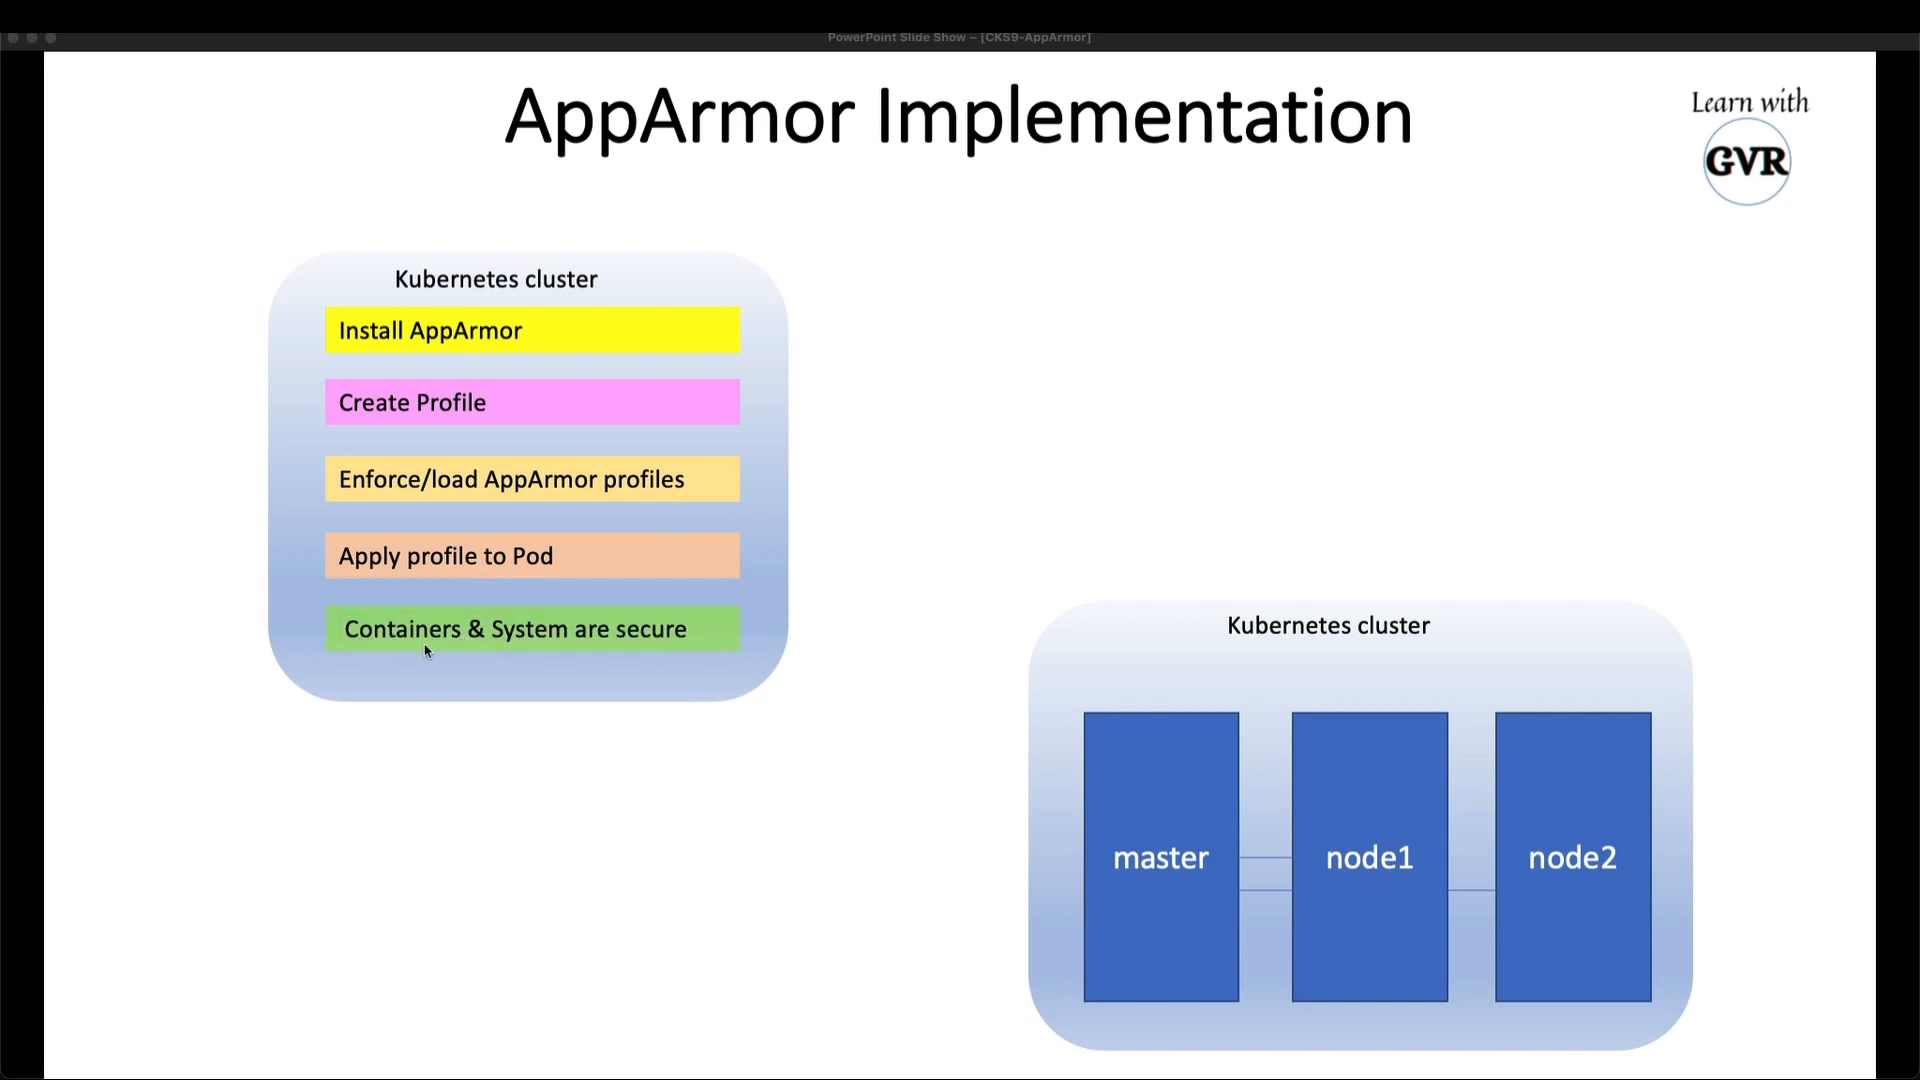 PowerPoint Slide Show – [CKS9-AppArmor]
AppArmor Implementation
Learn with
GVR
Kubernetes cluster
Install AppArmor
Create Profile
Enforce/load AppArmor profiles
Apply profile to Pod
Containers & System are secure
Kubernetes cluster
master
node1
node2